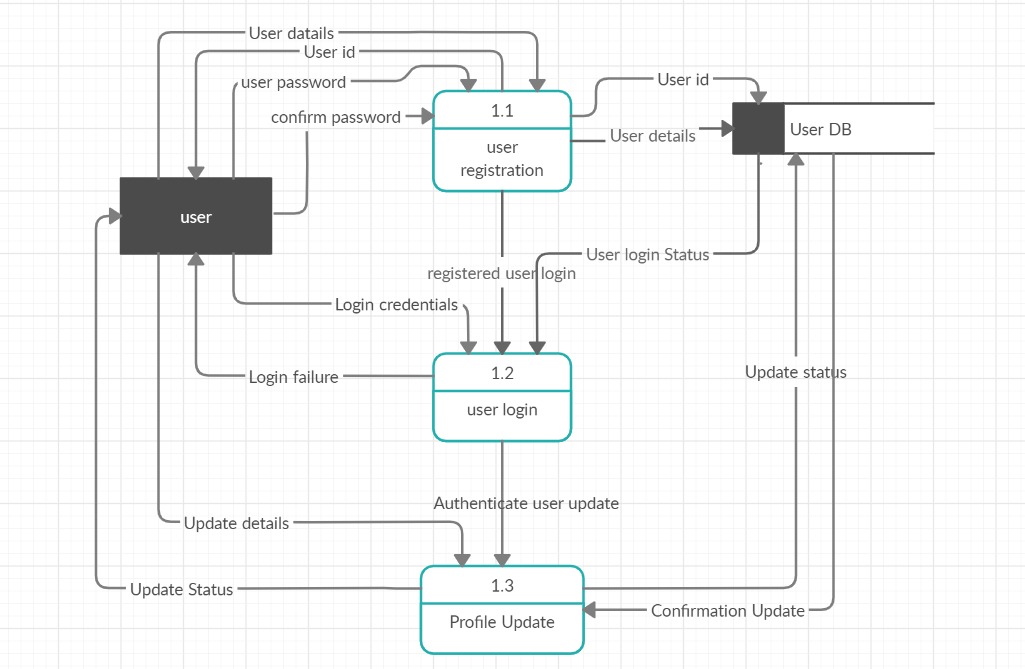 User datails
User id
user password
confirm password
1.1
user
registration
User id
User details
User DB
user
User login Status
registered user login
Login credentials
1.2
user login
Login failure
Update status
Authenticate user update
Update details
1.3
Profile Update
Update Status
Confirmation Update